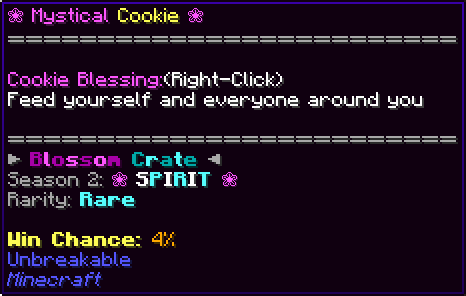 ❀ Mystical Cookie ❀
================================
Cookie Blessing:(Right-Click)
Feed yourself and everyone around you
================================
► Blossom Crate ◄
Season 2: ❀ SPIRIT ❀
Rarity: Rare
Win Chance: 4%
Unbreakable
Minecraft